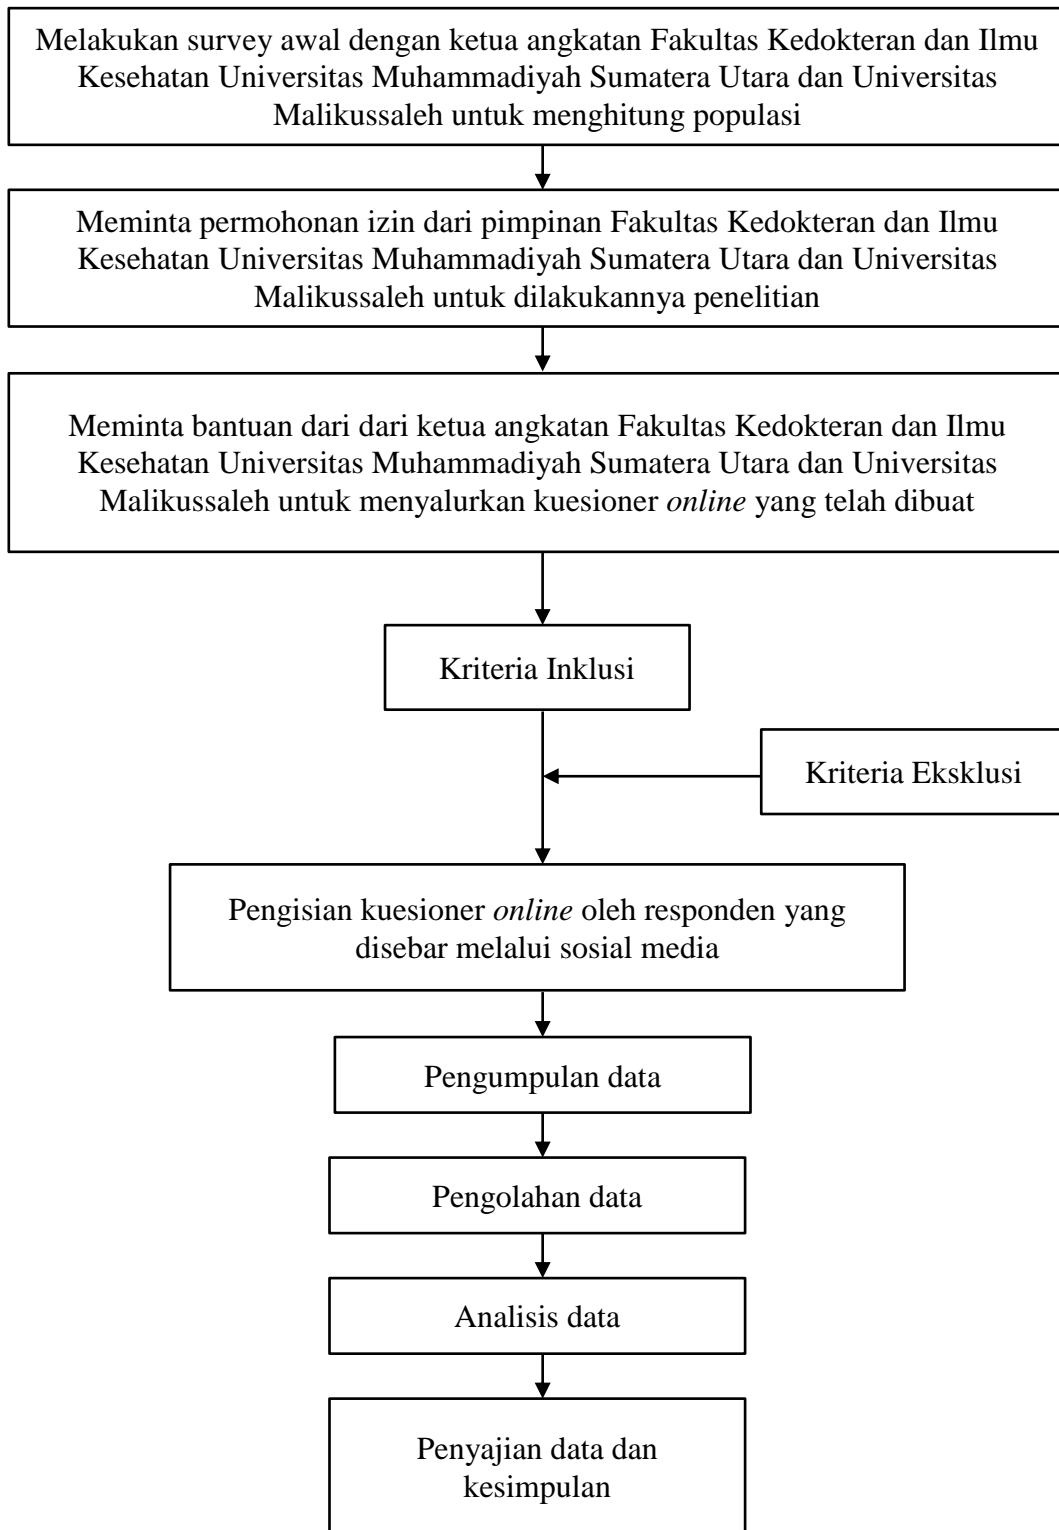 Melakukan survey awal dengan ketua angkatan Fakultas Kedokteran dan Ilmu
Kesehatan Universitas Muhammadiyah Sumatera Utara dan Universitas
Malikussaleh untuk menghitung populasi
Meminta permohonan izin dari pimpinan Fakultas Kedokteran dan Ilmu
Kesehatan Universitas Muhammadiyah Sumatera Utara dan Universitas
Malikussaleh untuk dilakukannya penelitian
Meminta bantuan dari dari ketua angkatan Fakultas Kedokteran dan Ilmu
Kesehatan Universitas Muhammadiyah Sumatera Utara dan Universitas
Malikussaleh untuk menyalurkan kuesioner online yang telah dibuat
Kriteria Inklusi
Kriteria Eksklusi
Pengisian kuesioner online oleh responden yang
disebar melalui sosial media
Pengumpulan data
Pengolahan data
Analisis data
Penyajian data dan
kesimpulan